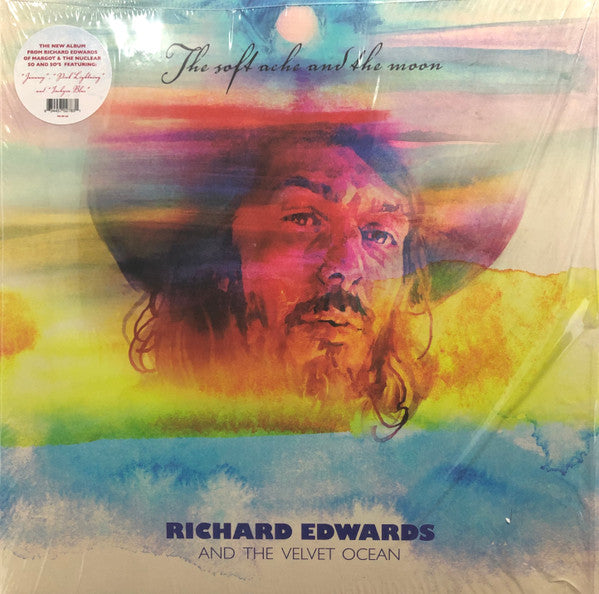 THE NEW ALBUM
FROM RICHARD EDWARDS
OF MARGOT & THE NUCLEAR
SO AND SO'S FEATURING:
"Jimmy", "Pink Lightning"
and "Indigo Blue"
The soft ache and the moon
RICHARD EDWARDS
AND THE VELVET OCEAN